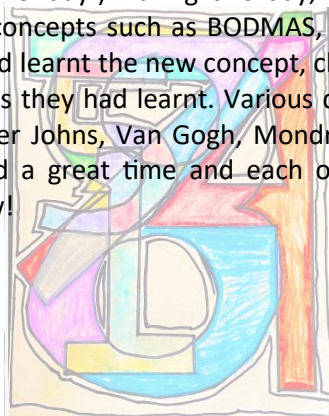 concepts such as BODMAS,
d learnt the new concept,
s they had learnt. Various
er Johns, Van Gogh,
d a great time and each
y!